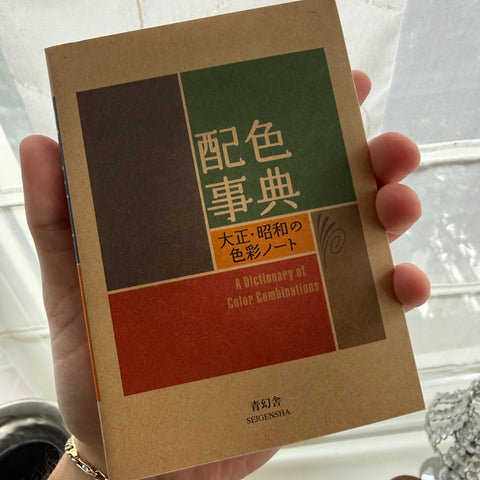 配色
事典
大正・昭和の
色彩ノート
A Dictionary of
Color Combinations
青幻舎
SEIGENSHA